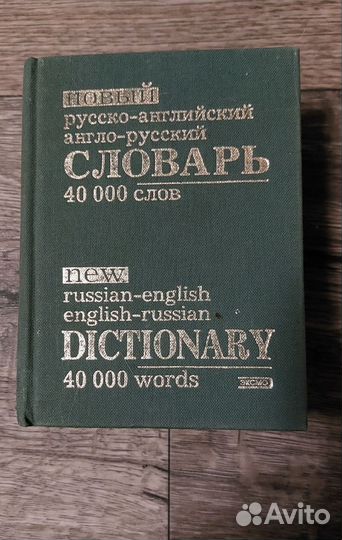 новый
русско-английский
англо-русский
СЛОВАРЬ
40 000 слов
new
russian-english
english-russian
DICTIONARY
40 000 words
ЭКСМО
Avito